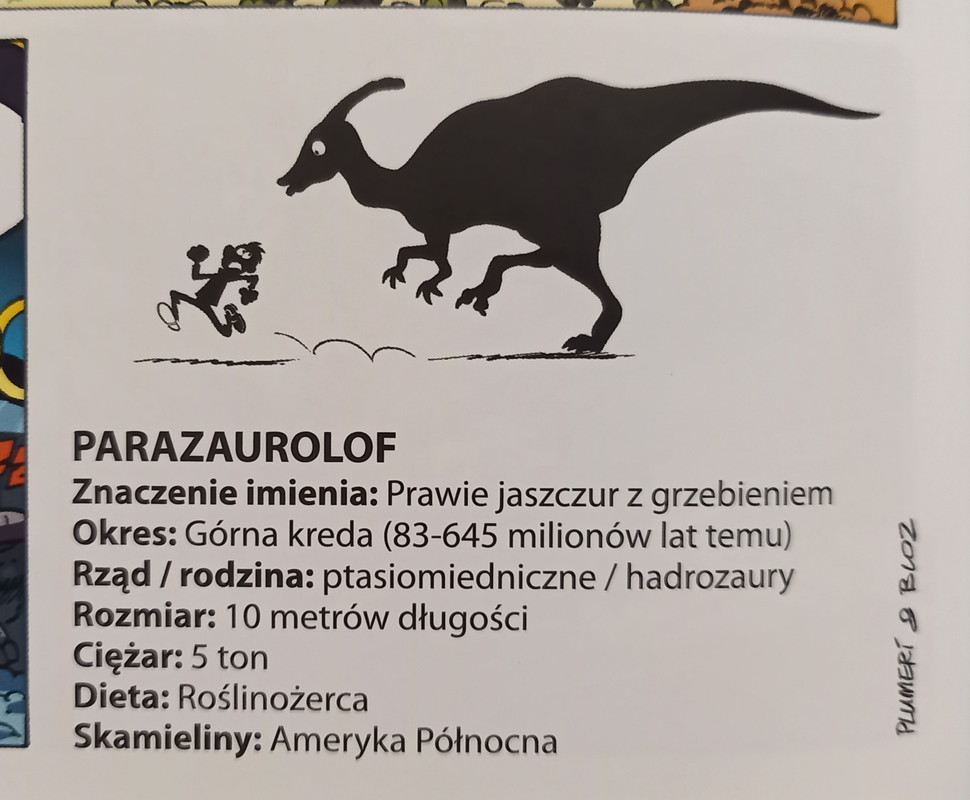 PARAZAUROLOF
Znaczenie imienia: Prawie jaszczur z grzebieniem
Okres: Górna kreda (83-645 milionów lat temu)
Rząd / rodzina: ptasiomiedniczne / hadrozaury
Rozmiar: 10 metrów długości
Ciężar: 5 ton
Dieta: Roślinożerca
Skamieliny: Ameryka Północna
PLUMERÍ & BLOZ